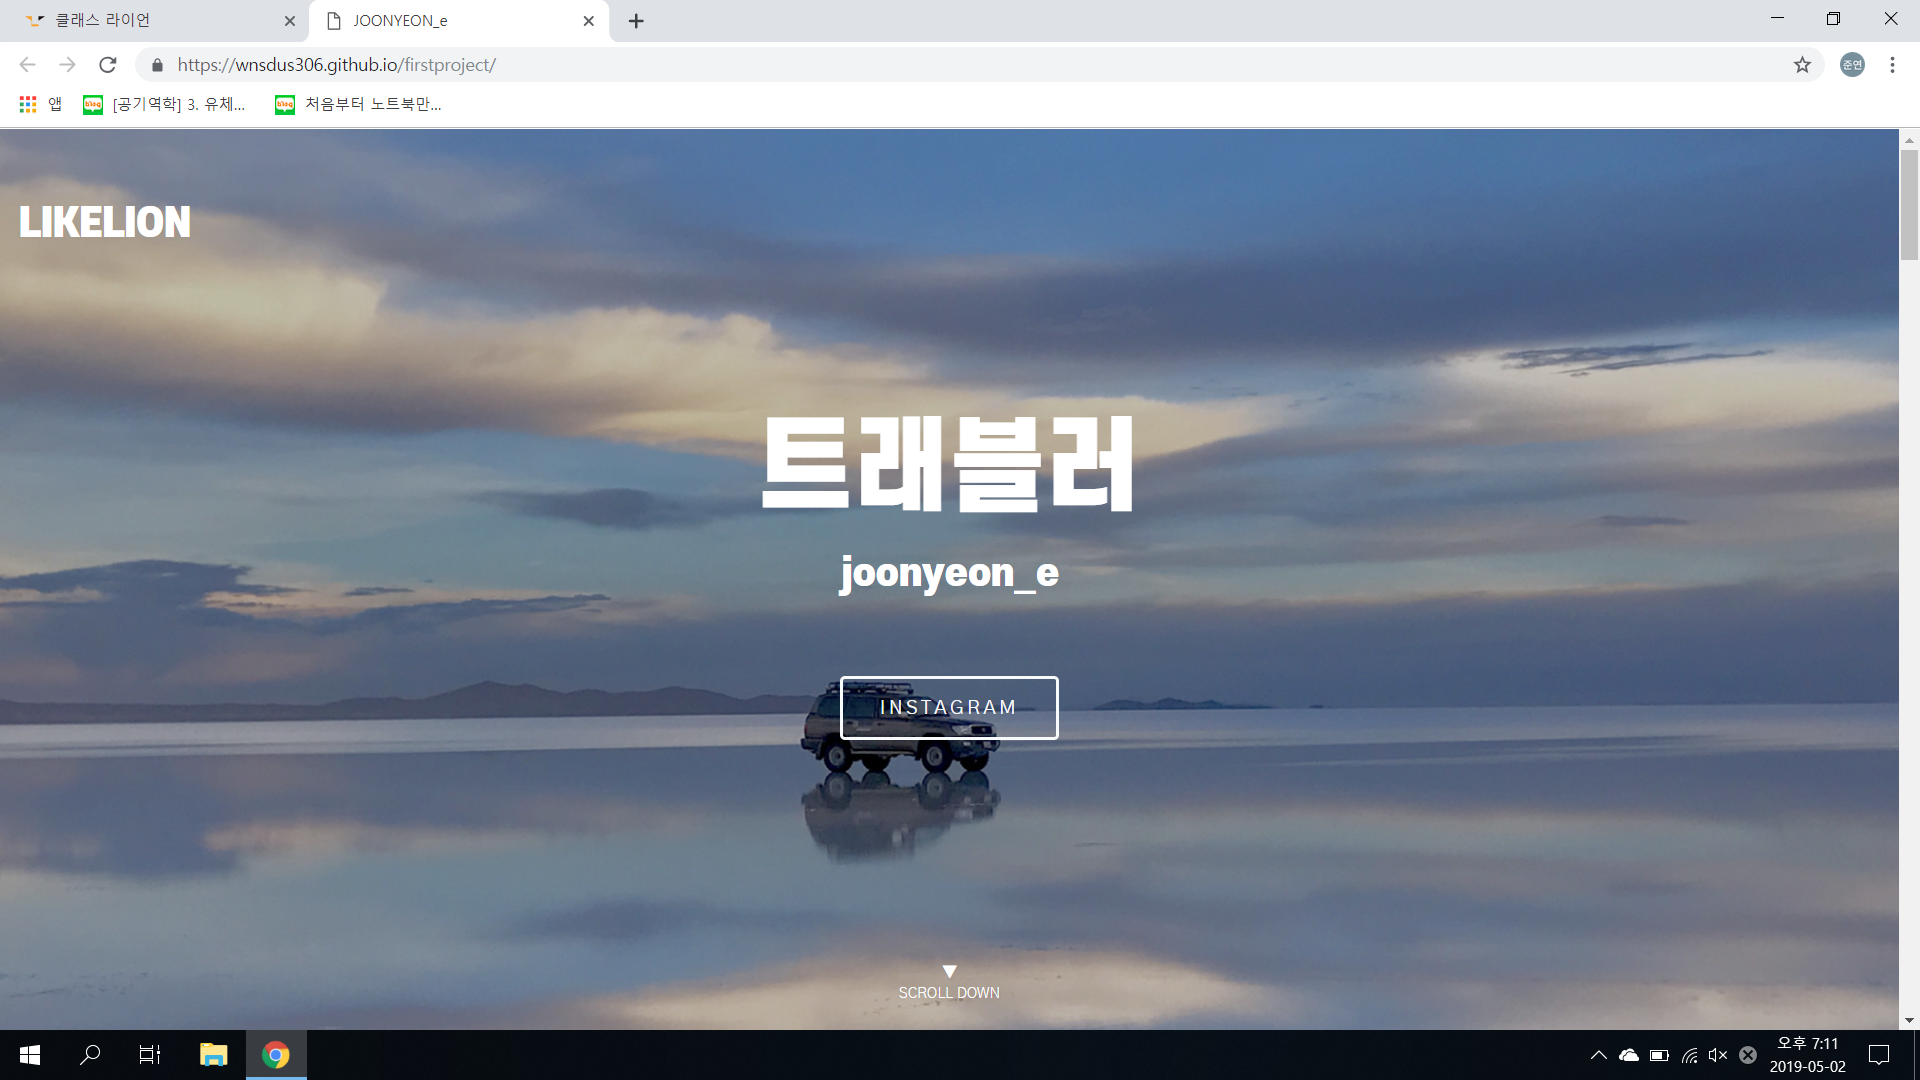 클래스 라이언
JOONYEON_e
https://wnsdus306.github.io/firstproject/
준연
앱
[공기역학] 3. 유체...
처음부터 노트북만...
LIKELION
트래블러
joonyeon_e
INSTAGRAM
▼
SCROLL DOWN
오후 7:11
2019-05-02